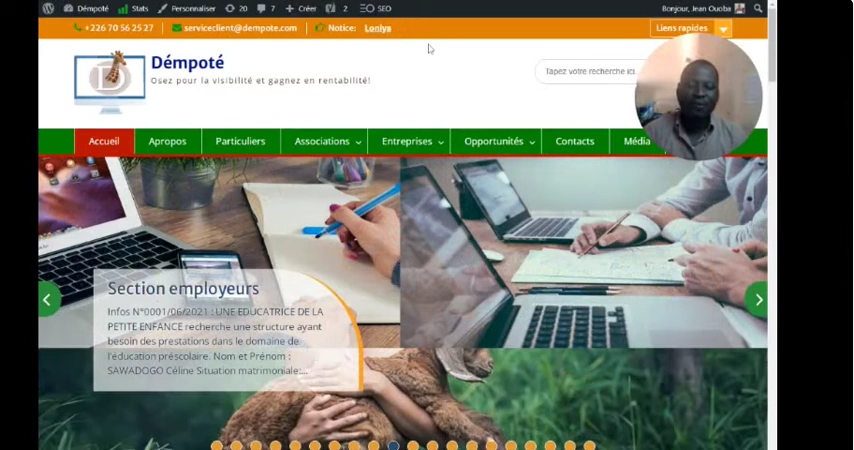 Démpoté Stats Personnaliser 20 7 Créer 2 SEO Bonjour, Jean Ouoba
+226 70 56 25 27 serviceclient@dempote.com Notice: Loniya Liens rapides
Démpoté
Osez pour la visibilité et gagnez en rentabilité!
Tapez votre recherche ici
Accueil Apropos Particuliers Associations Entreprises Opportunités Contacts Média
Section employeurs
Infos N°0001/06/2021 : UNE EDUCATRICE DE LA
PETITE ENFANCE recherche une structure ayant
besoin des prestations dans le domaine de
l'éducation préscolaire. Nom et Prénom :
SAWADOGO Céline Situation matrimoniale:...